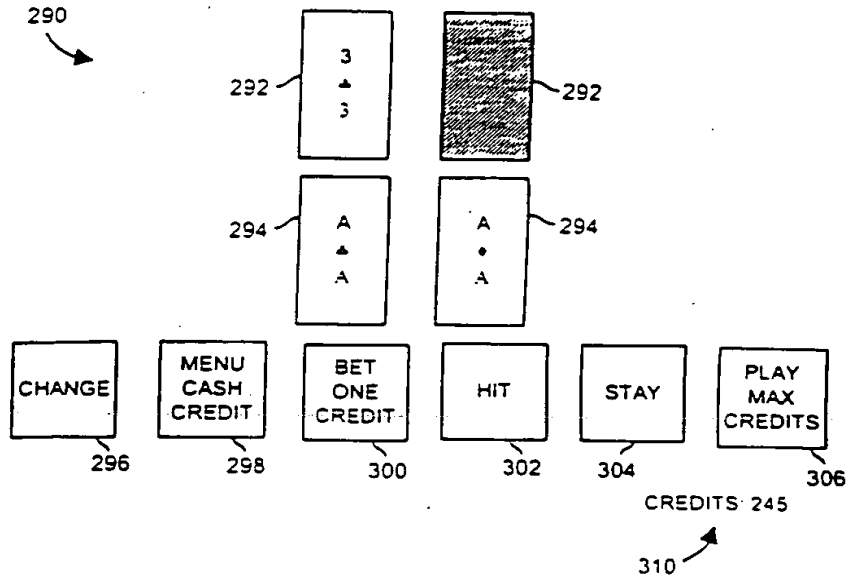 290
3
3
292
292
A
A
A
A
294
294
CHANGE
MENU
CASH
CREDIT
BET
ONE
CREDIT
HIT
STAY
PLAY
MAX
CREDITS
296
298
300
302
304
306
CREDITS 245
310